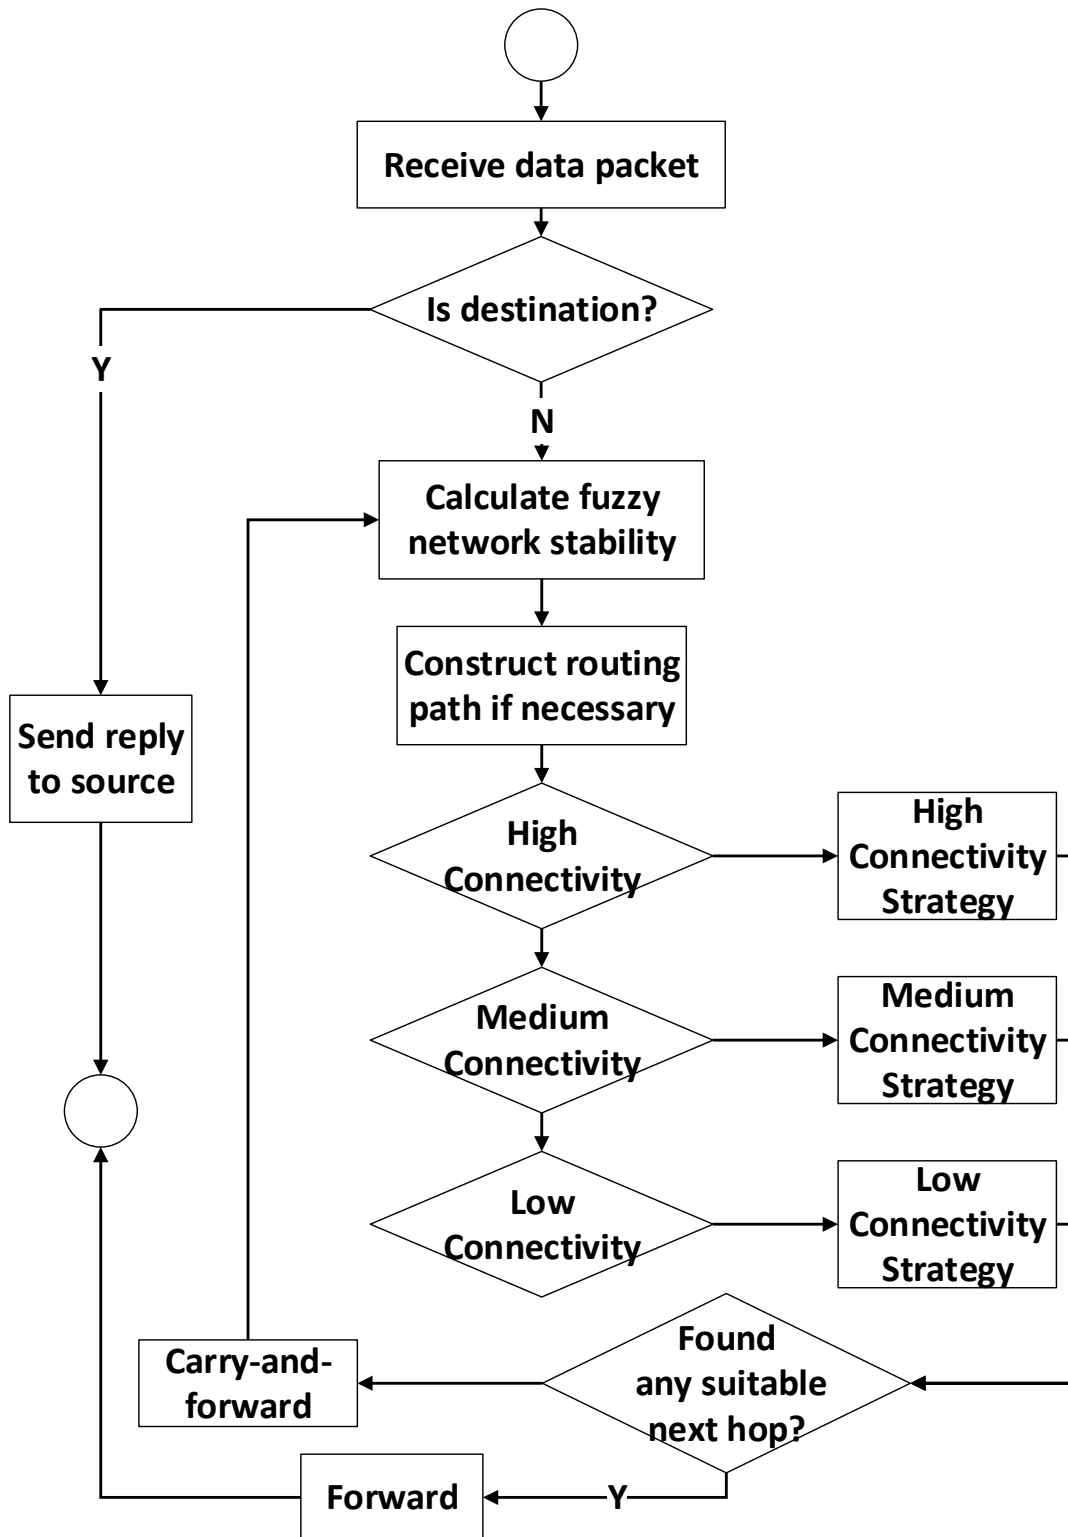 Receive data packet
Is destination?
Y
N
Calculate fuzzy
network stability
Construct routing
path if necessary
Send reply
to source
High
Connectivity
High
Connectivity
Strategy
Medium
Connectivity
Medium
Connectivity
Strategy
Low
Connectivity
Low
Connectivity
Strategy
Found
any suitable
next hop?
Carry-and-
forward
Forward
Y